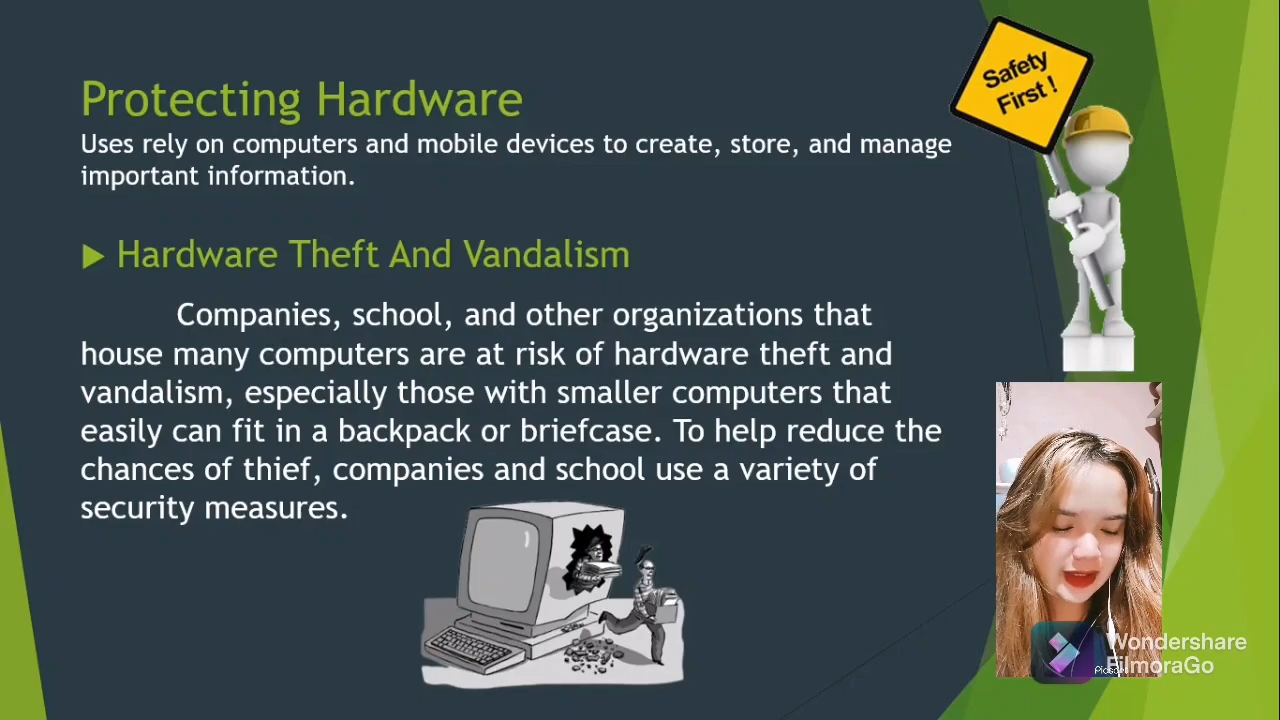 Safety
First !
Protecting Hardware
Uses rely on computers and mobile devices to create, store, and manage
important information.
Hardware Theft And Vandalism
Companies, school, and other organizations that
house many computers are at risk of hardware theft and
vandalism, especially those with smaller computers that
easily can fit in a backpack or briefcase. To help reduce the
chances of thief, companies and school use a variety of
security measures.
Wondershare
FilmoraGo